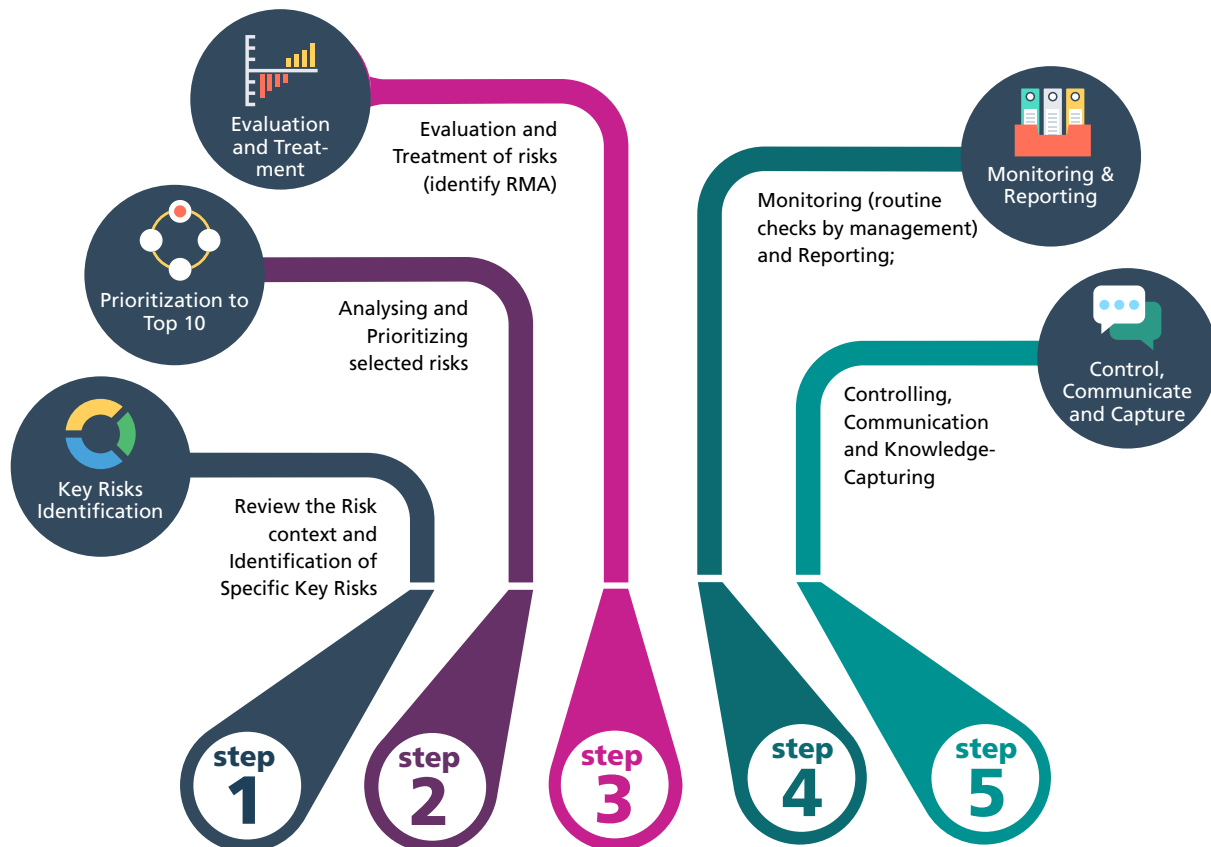 Evaluation
and Treat-
ment
Evaluation and
Treatment of risks
(identify RMA)
Monitoring &
Reporting
Monitoring (routine
checks by management)
and Reporting;
Prioritization to
Top 10
Analysing and
Prioritizing
selected risks
Control,
Communicate
and Capture
Controlling,
Communication
and Knowledge-
Capturing
Key Risks
Identification
Review the Risk
context and
Identification of
Specific Key Risks
step
1
step
2
step
3
step
4
step
5